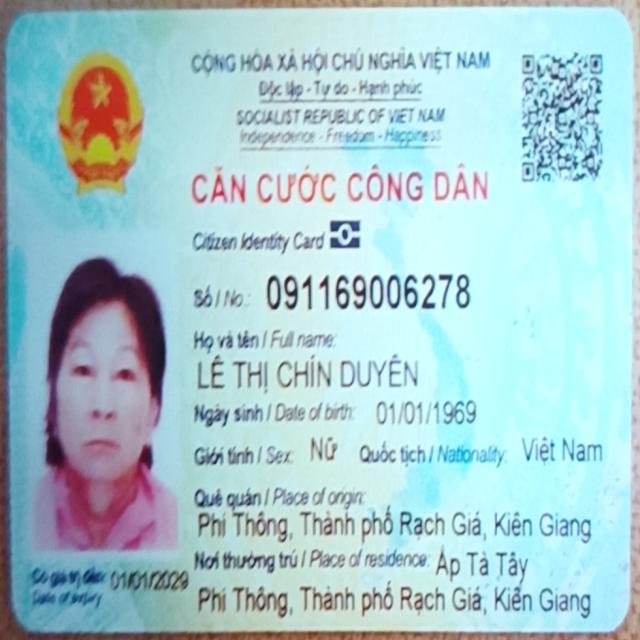 CỘNG HÒA XÃ HỘI CHỦ NGHĨA VIỆT NAM
Độc lập - Tự do - Hạnh phúc
SOCIALIST REPUBLIC OF VIET NAM
Independence - Freedom - Happiness
CĂN CƯỚC CÔNG DÂN
Citizen Identity Card
Số / No.: 091169006278
Họ và tên / Full name:
LÊ THỊ CHÍN DUYÊN
Ngày sinh / Date of birth: 01/01/1969
Giới tính / Sex: Nữ Quốc tịch / Nationality: Việt Nam
Quê quán / Place of origin:
Phi Thông, Thành phố Rạch Giá, Kiên Giang
Nơi thường trú / Place of residence: Ấp Tà Tây
Phi Thông, Thành phố Rạch Giá, Kiên Giang
Có giá trị đến: 01/01/2029
Date of expiry